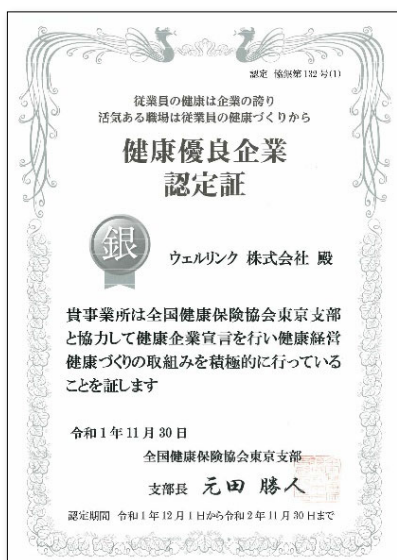 認定 協銀第132号(1)
従業員の健康は企業の誇り
活気ある職場は従業員の健康づくりから
健康優良企業
認定証
銀
ウェルリンク 株式会社 殿
貴事業所は全国健康保険協会東京支部
と協力して健康企業宣言を行い健康経営
健康づくりの取組みを積極的に行っている
ことを証します
令和1年11月30日
全国健康保険協会東京支部
支部長 元田 勝人
認定期間 令和1年12月1日から令和2年11月30日まで